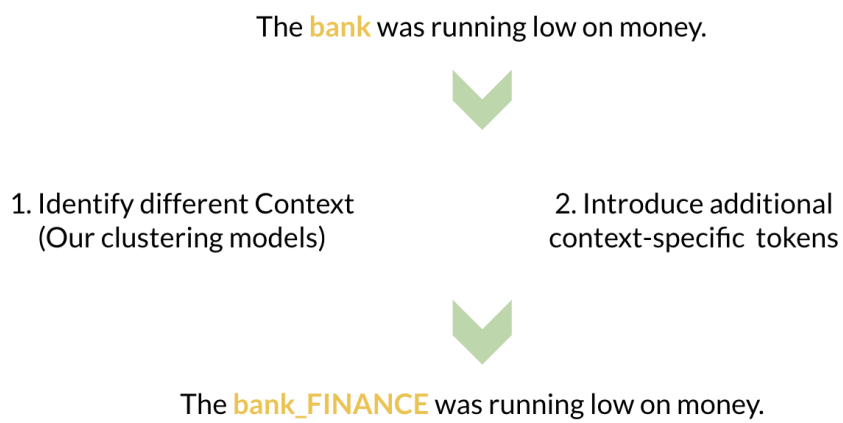 The bank was running low on money.
1. Identify different Context
(Our clustering models)
2. Introduce additional
context-specific tokens
The bank_FINANCE was running low on money.